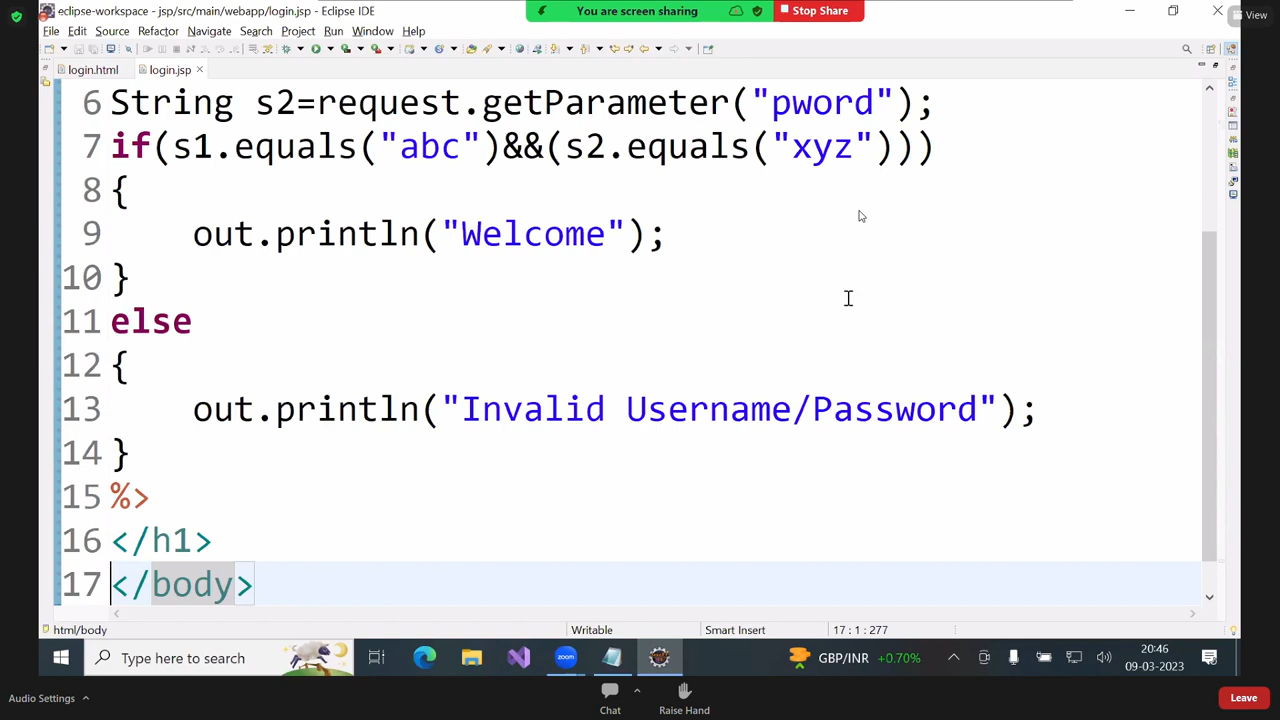 eclipse-workspace - jsp/src/main/webapp/login.jsp - Eclipse IDE
You are screen sharing
Stop Share
View
File Edit Source Refactor Navigate Search Project Run Window Help
login.html login.jsp
6 String s2=request.getParameter("pword");
7 if(s1.equals("abc")&&(s2.equals("xyz")))
8 {
9 out.println("Welcome");
10 }
11 else
12 {
13 out.println("Invalid Username/Password");
14 }
15 %>
16 </h1>
17 </body>
html/body Writable Smart Insert 17 : 1 : 277
Type here to search
zoom
GBP/INR +0.70%
20:46
09-03-2023
Audio Settings
Chat
Raise Hand
Leave